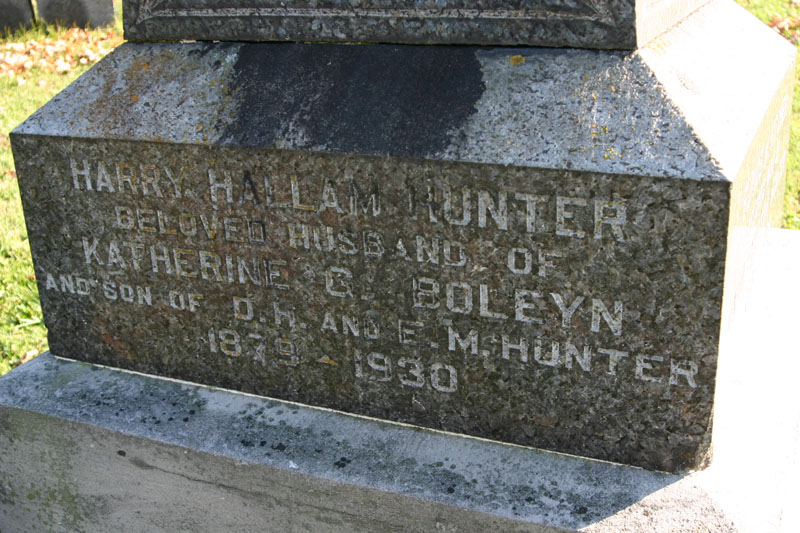 HARRY HALLAM HUNTER
BELOVED HUSBAND OF
KATHERINE G. BOLEYN
AND SON OF D.H. AND E.M. HUNTER
1879 - 1930